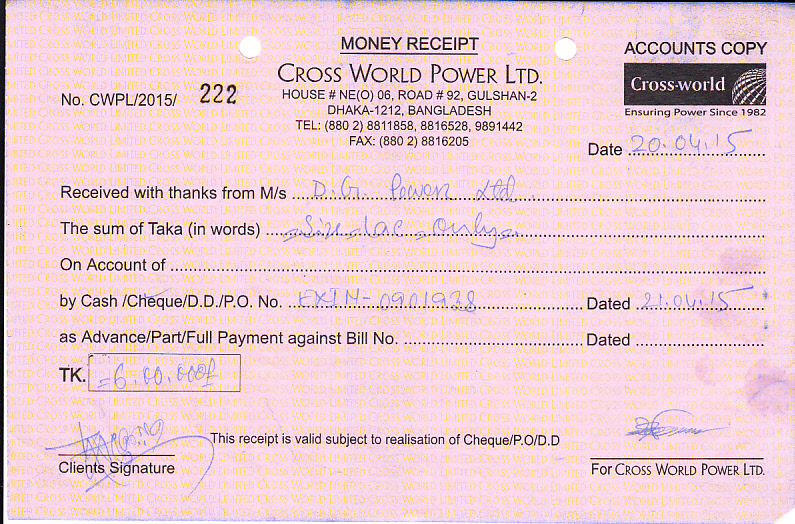 MONEY RECEIPT
ACCOUNTS COPY
CROSS WORLD POWER LTD.
Cross-world
Ensuring Power Since 1982
No. CWPL/2015/ 222
HOUSE # NE(O) 06, ROAD # 92, GULSHAN-2
DHAKA-1212, BANGLADESH
TEL: (880 2) 8811858, 8816528, 9891442
FAX: (880 2) 8816205
Date 20.04.15
Received with thanks from M/s D.G. Power Ltd
The sum of Taka (in words) =Six lac only=
On Account of
by Cash /Cheque/D.D./P.O. No. EXIM-0901938 Dated 21.04.15
as Advance/Part/Full Payment against Bill No. Dated
TK. =6.00.000/=
This receipt is valid subject to realisation of Cheque/P.O/D.D
Clients Signature
For CROSS WORLD POWER LTD.